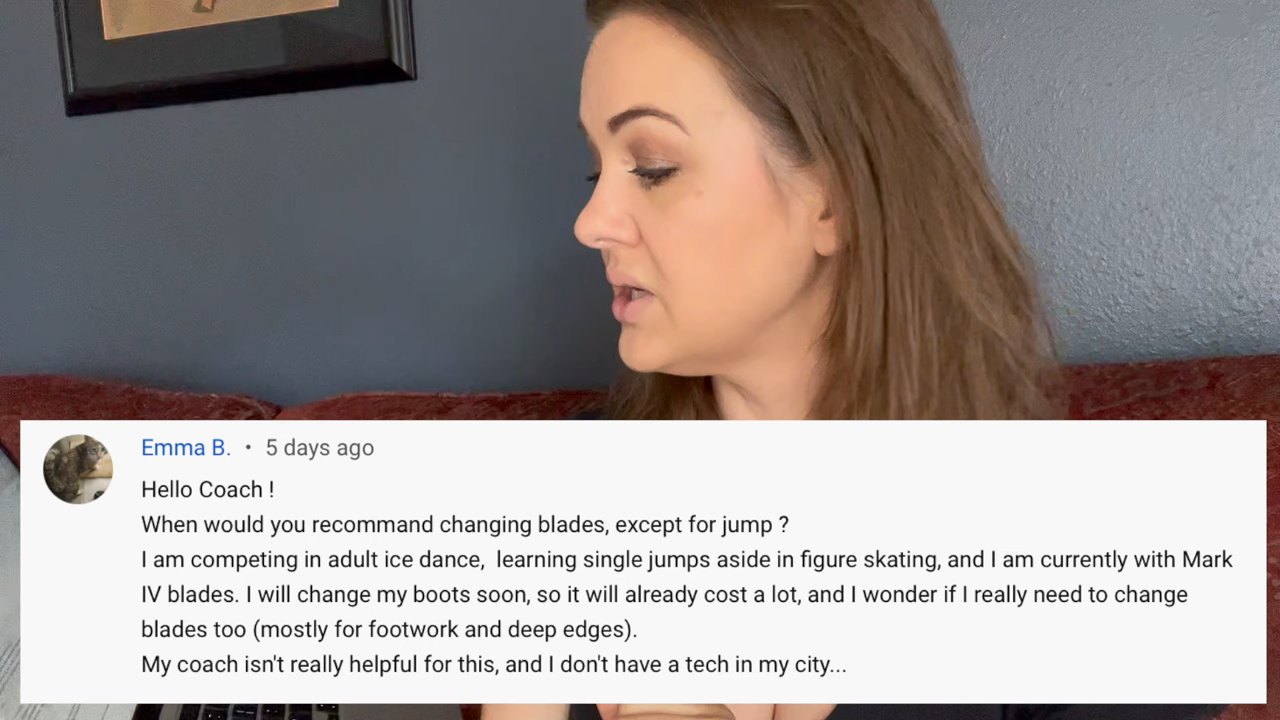 Emma B. • 5 days ago
Hello Coach !
When would you recommand changing blades, except for jump ?
I am competing in adult ice dance,  learning single jumps aside in figure skating, and I am currently with Mark
IV blades. I will change my boots soon, so it will already cost a lot, and I wonder if I really need to change
blades too (mostly for footwork and deep edges).
My coach isn't really helpful for this, and I don't have a tech in my city...